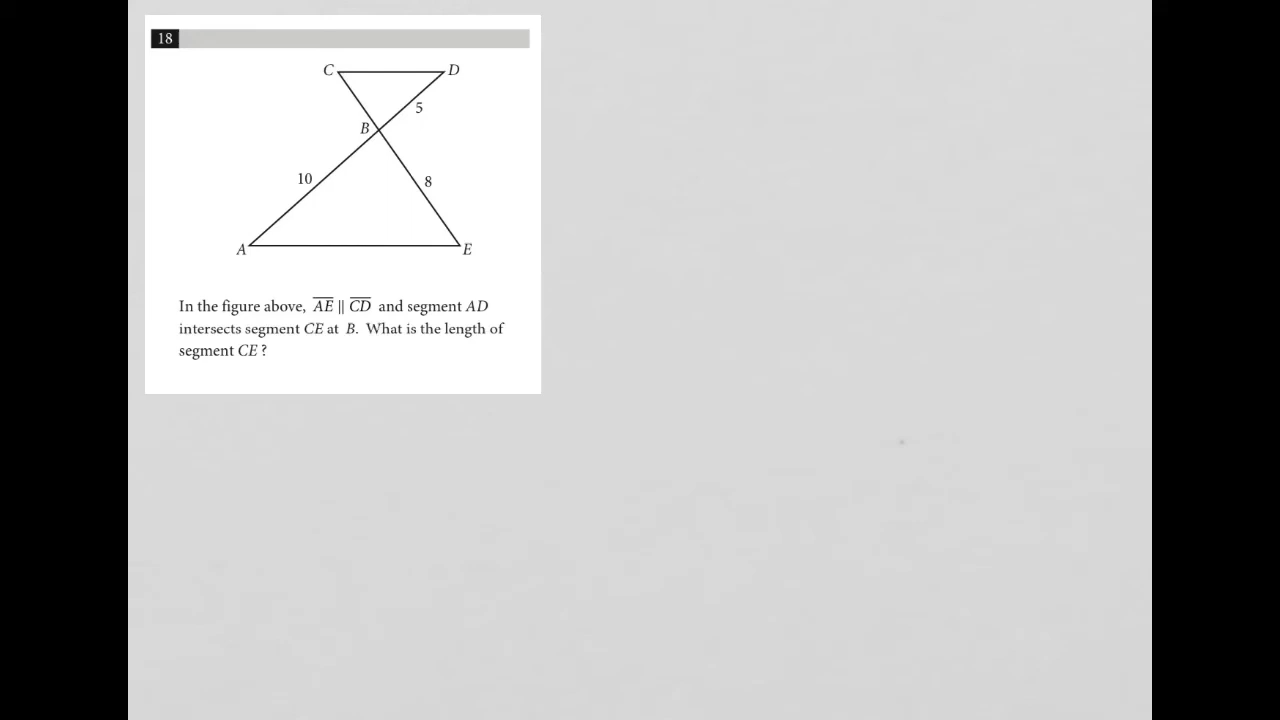 18
C
D
5
B
10
8
A
E
In the figure above, AE || CD and segment AD
intersects segment CE at B. What is the length of
segment CE ?